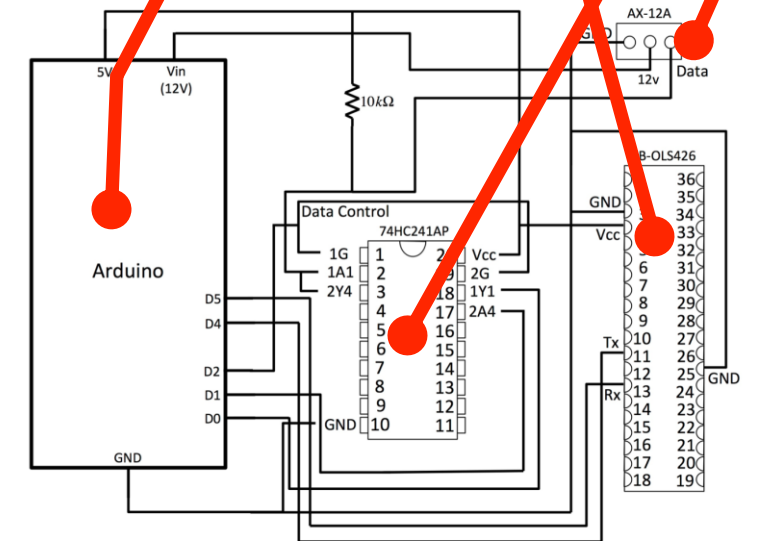 AX-12A
GND
12v
Data
5V
Vin
(12V)
10kΩ
B-OLS426
GND
Vcc
Tx
Rx
GND
36
35
34
33
32
31
30
29
28
27
26
25
24
23
22
21
20
19
6
7
8
9
10
11
12
13
14
15
16
17
18
Data Control
74HC241AP
1G
1A1
2Y4
GND
1
2
3
4
5
6
7
8
9
10
Vcc
2G
1Y1
2A4
18
17
16
15
14
13
12
11
Arduino
D5
D4
D2
D1
D0
GND